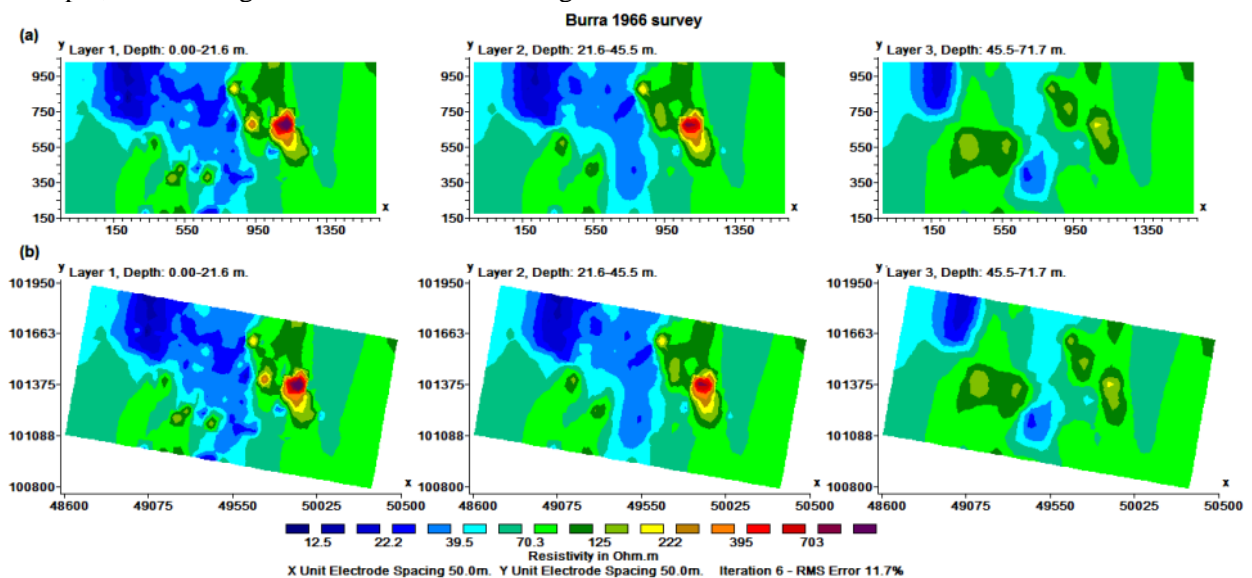 Burra 1966 survey
(a)
y Layer 1, Depth: 0.00-21.6 m.
y Layer 2, Depth: 21.6-45.5 m.
y Layer 3, Depth: 45.5-71.7 m.
950
750
550
350
150
x
150 550 950 1350
950
750
550
350
150
x
150 550 950 1350
950
750
550
350
150
x
150 550 950 1350
(b)
y Layer 1, Depth: 0.00-21.6 m.
y Layer 2, Depth: 21.6-45.5 m.
y Layer 3, Depth: 45.5-71.7 m.
101950
101663
101375
101088
100800
x
48600 49075 49550 50025 50500
101950
101663
101375
101088
100800
x
48600 49075 49550 50025 50500
101950
101663
101375
101088
100800
x
48600 49075 49550 50025 50500
12.5 22.2 39.5 70.3 125 222 395 703
Resistivity in Ohm.m
X Unit Electrode Spacing 50.0m. Y Unit Electrode Spacing 50.0m. Iteration 6 - RMS Error 11.7%